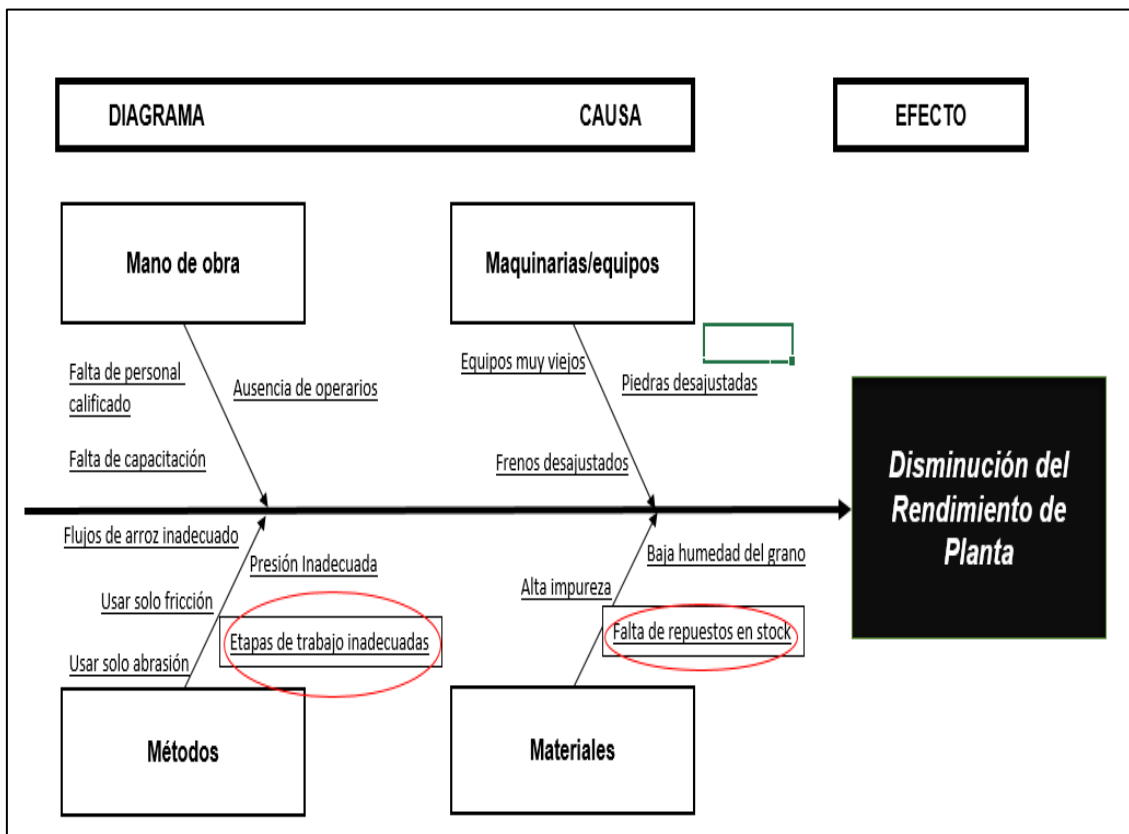 DIAGRAMA CAUSA
EFECTO
Mano de obra
Maquinarias/equipos
Falta de personal
calificado
Ausencia de operarios
Falta de capacitación
Equipos muy viejos
Piedras desajustadas
Frenos desajustados
Disminución del
Rendimiento de
Planta
Flujos de arroz inadecuado
Presión Inadecuada
Usar solo fricción
Etapas de trabajo inadecuadas
Usar solo abrasión
Baja humedad del grano
Alta impureza
Falta de repuestos en stock
Métodos
Materiales